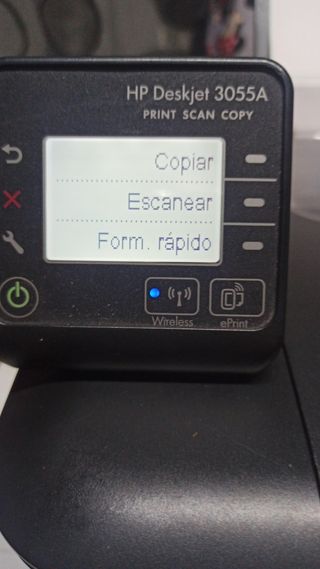 HP Deskjet 3055A
PRINT SCAN COPY
Copiar
Escanear
Form. rápido
Wireless
ePrint